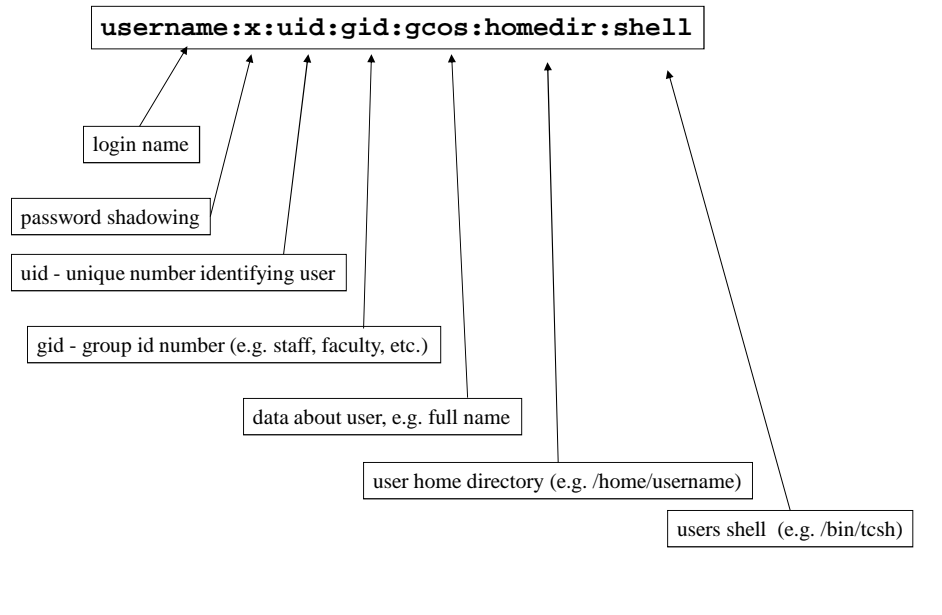 username:x:uid:gid:gcos:homedir:shell
login name
password shadowing
uid - unique number identifying user
gid - group id number (e.g. staff, faculty, etc.)
data about user, e.g. full name
user home directory (e.g. /home/username)
users shell  (e.g. /bin/tcsh)